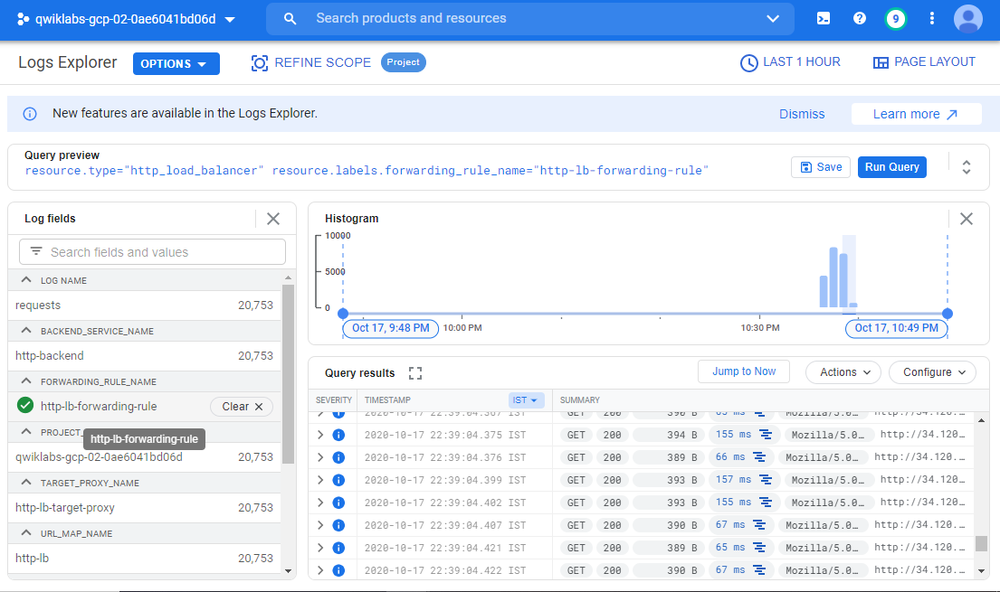 qwiklabs-gcp-02-0ae6041bd06d Search products and resources 9
Logs Explorer OPTIONS REFINE SCOPE Project LAST 1 HOUR PAGE LAYOUT
New features are available in the Logs Explorer. Dismiss Learn more
Query preview
resource.type="http_load_balancer" resource.labels.forwarding_rule_name="http-lb-forwarding-rule" Save Run Query
Log fields
Search fields and values
LOG NAME
requests 20,753
BACKEND_SERVICE_NAME
http-backend 20,753
FORWARDING_RULE_NAME
http-lb-forwarding-rule Clear
PROJECT_
http-lb-forwarding-rule
qwiklabs-gcp-02-0ae6041bd06d 20,753
TARGET_PROXY_NAME
http-lb-target-proxy 20,753
URL_MAP_NAME
http-lb 20,753
Histogram
10000
5000
0
Oct 17, 9:48 PM 10:00 PM 10:30 PM Oct 17, 10:49 PM
Query results Jump to Now Actions Configure
SEVERITY TIMESTAMP IST SUMMARY
2020-10-17 22:39:04.367 IST GET 200 390 B 65 ms Mozilla/5.0… http://34.120.…
2020-10-17 22:39:04.375 IST GET 200 394 B 155 ms Mozilla/5.0… http://34.120.…
2020-10-17 22:39:04.376 IST GET 200 389 B 66 ms Mozilla/5.0… http://34.120.…
2020-10-17 22:39:04.399 IST GET 200 393 B 157 ms Mozilla/5.0… http://34.120.…
2020-10-17 22:39:04.402 IST GET 200 393 B 155 ms Mozilla/5.0… http://34.120.…
2020-10-17 22:39:04.407 IST GET 200 390 B 67 ms Mozilla/5.0… http://34.120.…
2020-10-17 22:39:04.421 IST GET 200 389 B 65 ms Mozilla/5.0… http://34.120.…
2020-10-17 22:39:04.422 IST GET 200 390 B 67 ms Mozilla/5.0… http://34.120.…